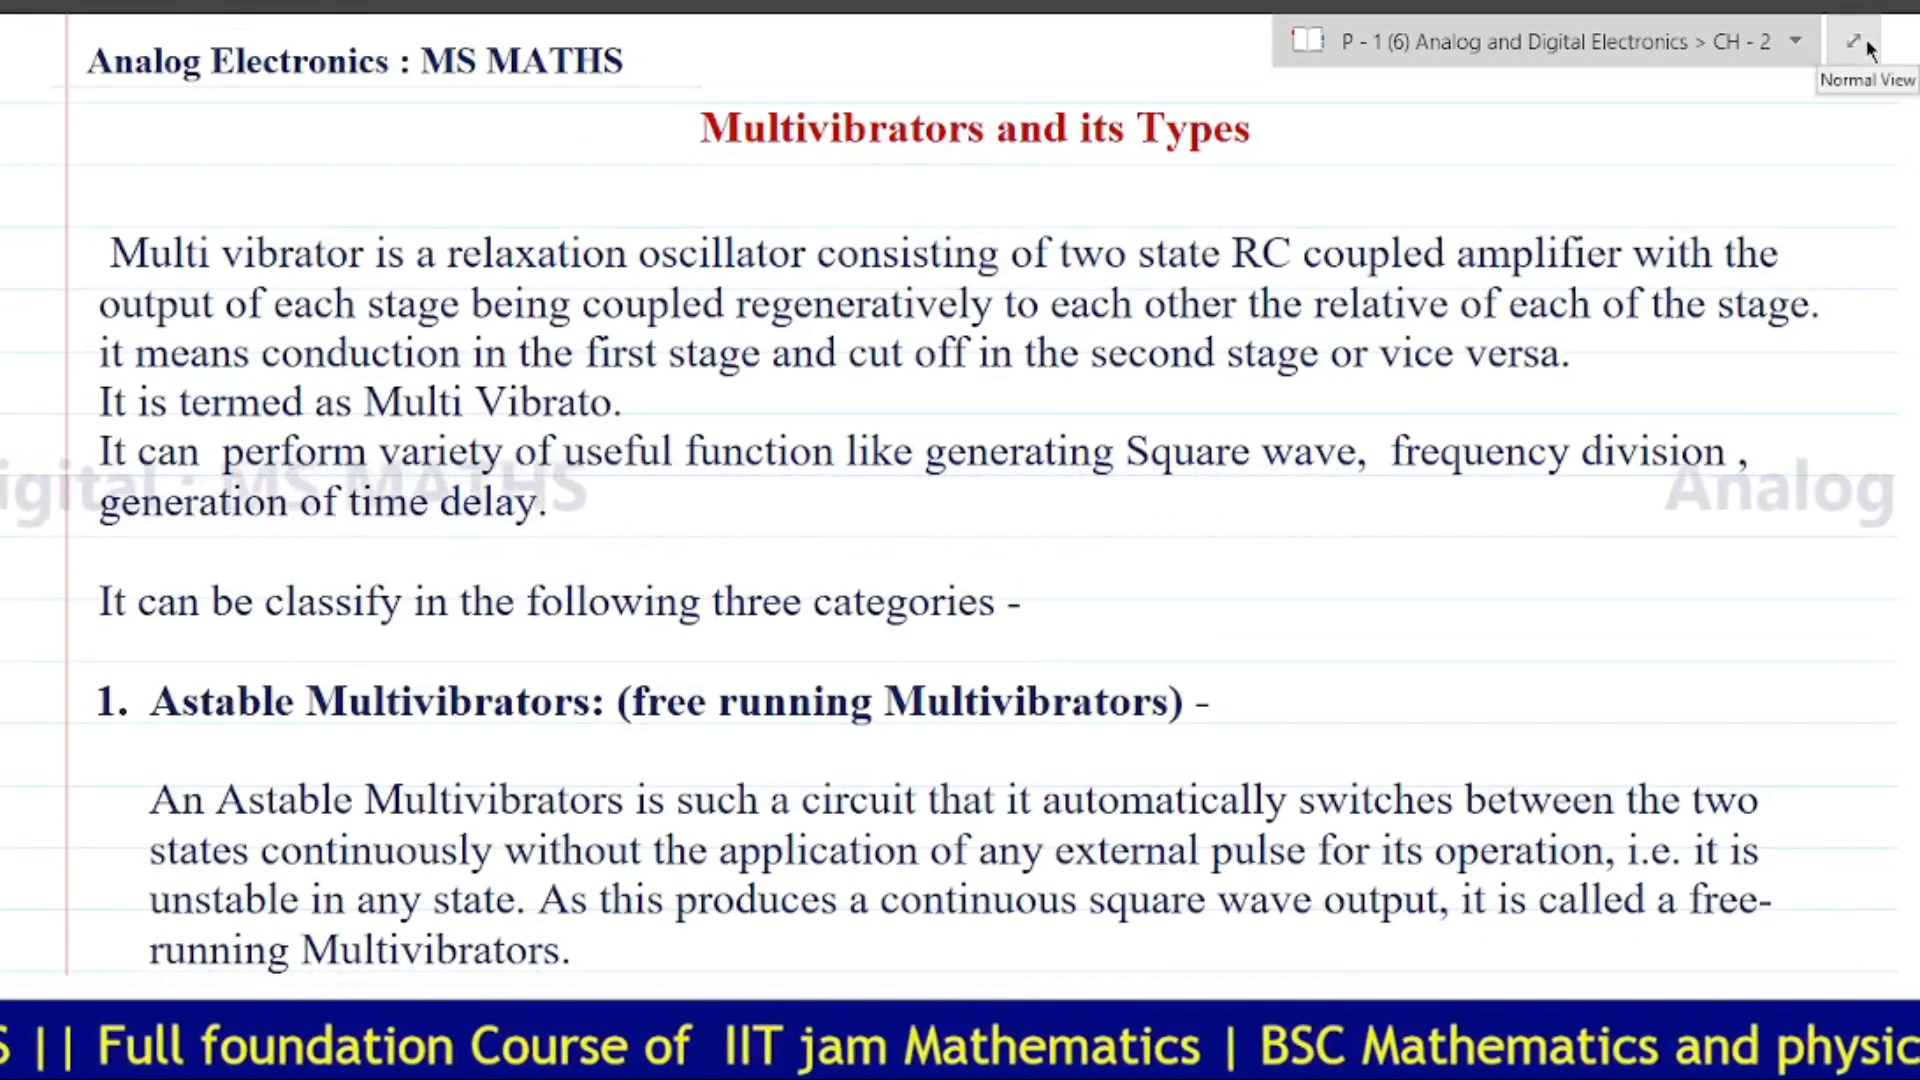 Analog Electronics : MS MATHS
P - 1 (6) Analog and Digital Electronics > CH - 2
Normal View
Multivibrators and its Types
Multi vibrator is a relaxation oscillator consisting of two state RC coupled amplifier with the
output of each stage being coupled regeneratively to each other the relative of each of the stage.
it means conduction in the first stage and cut off in the second stage or vice versa.
It is termed as Multi Vibrato.
It can perform variety of useful function like generating Square wave, frequency division ,
igital : MS MATHS
Analog
generation of time delay.
It can be classify in the following three categories -
1. Astable Multivibrators: (free running Multivibrators) -
An Astable Multivibrators is such a circuit that it automatically switches between the two
states continuously without the application of any external pulse for its operation, i.e. it is
unstable in any state. As this produces a continuous square wave output, it is called a free-
running Multivibrators.
S || Full foundation Course of IIT jam Mathematics | BSC Mathematics and physic